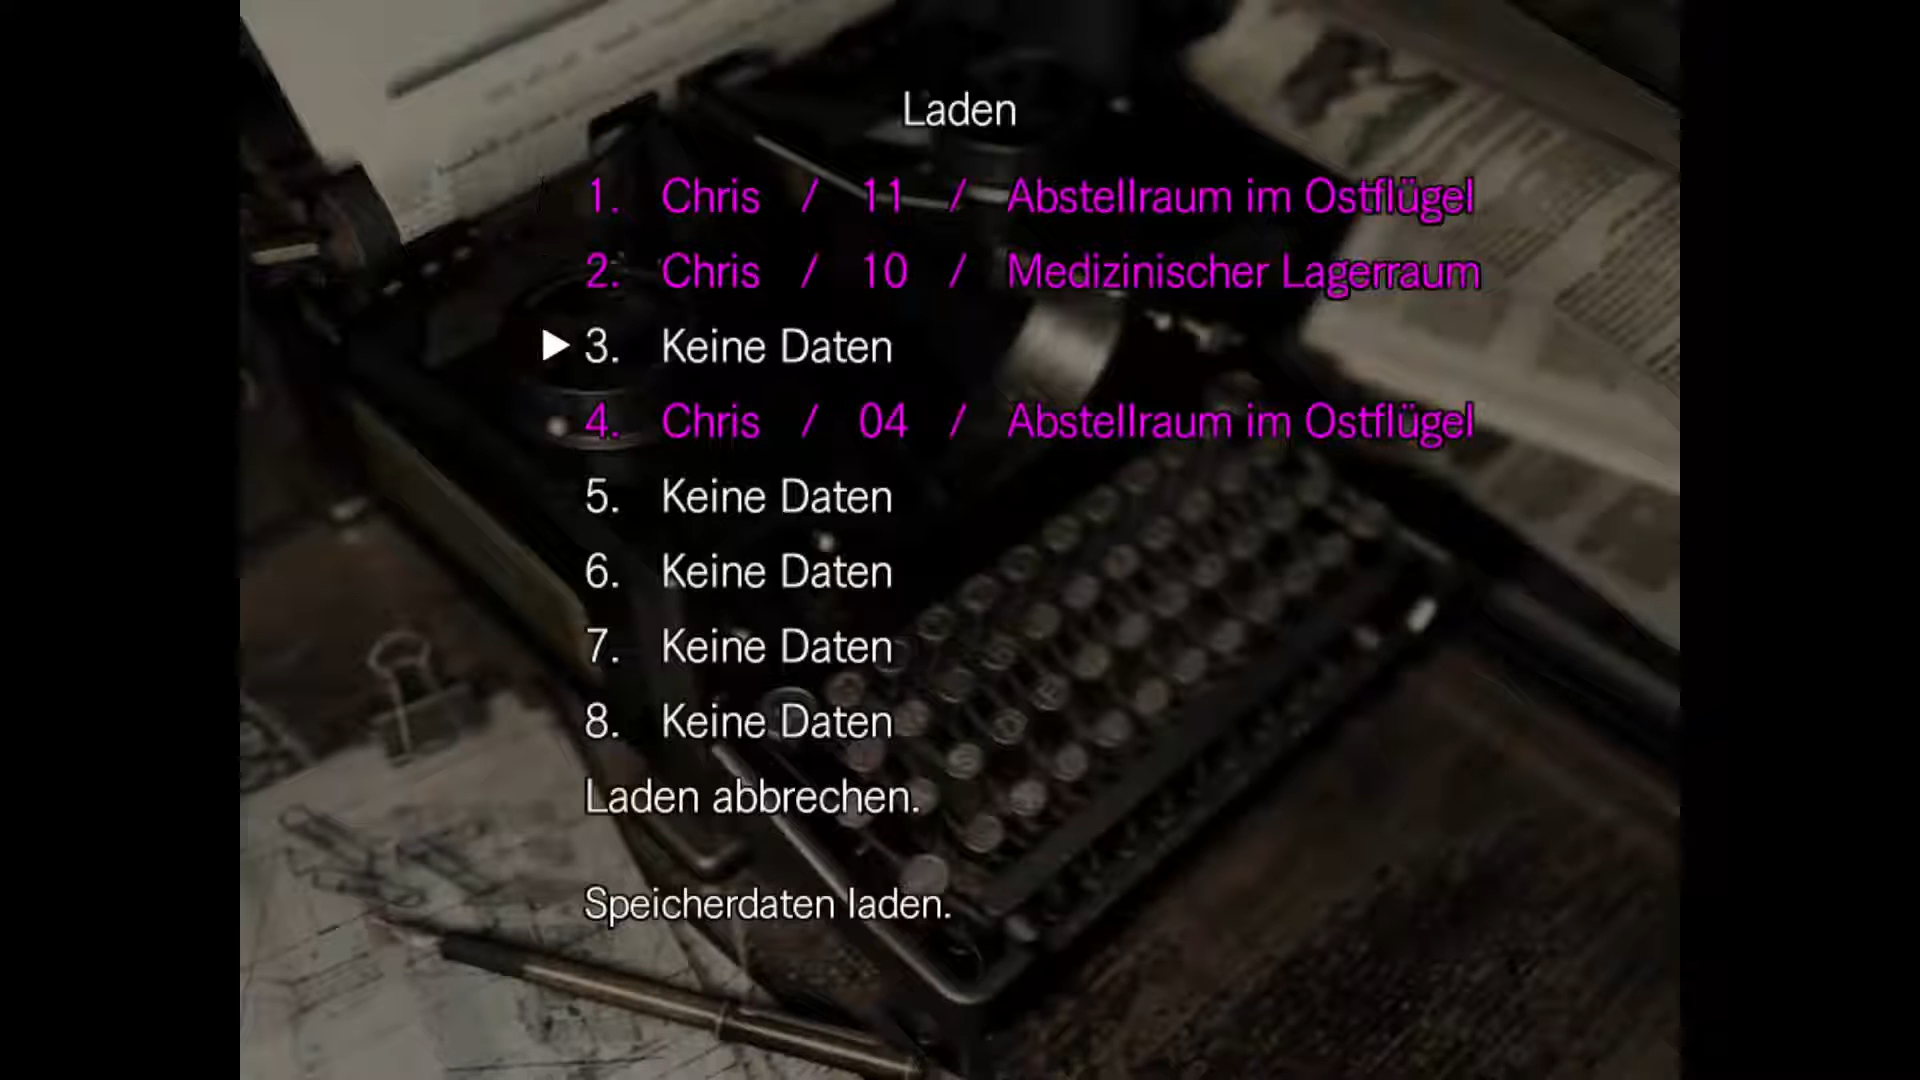 Laden
1. Chris / 11 / Abstellraum im Ostflügel
2. Chris / 10 / Medizinischer Lagerraum
3. Keine Daten
4. Chris / 04 / Abstellraum im Ostflügel
5. Keine Daten
6. Keine Daten
7. Keine Daten
8. Keine Daten
Laden abbrechen.
Speicherdaten laden.